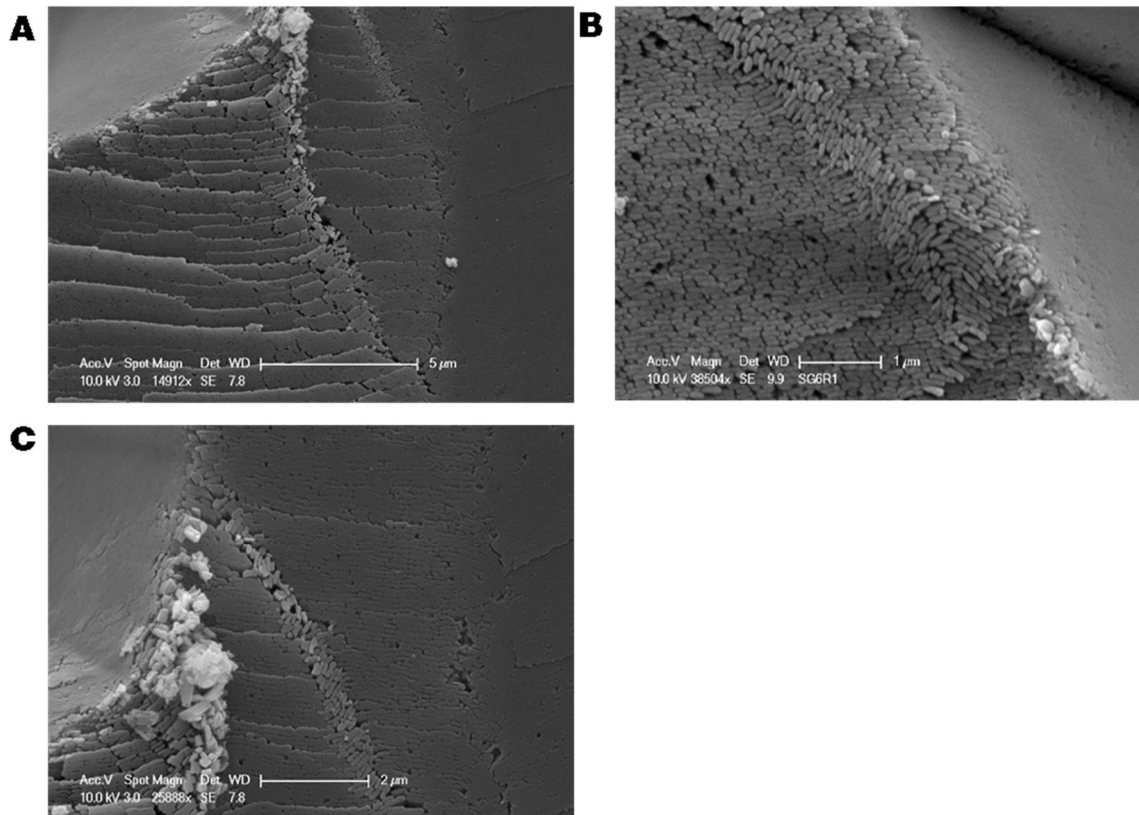 A
Acc.V Spot Magn Det WD 5 µm
10.0 kV 3.0 14912x SE 7.8
B
Acc.V Magn Det WD 1 µm
10.0 kV 38504x SE 9.9 SG6R1
C
Acc.V Spot Magn Det WD 2 µm
10.0 kV 3.0 25888x SE 7.8